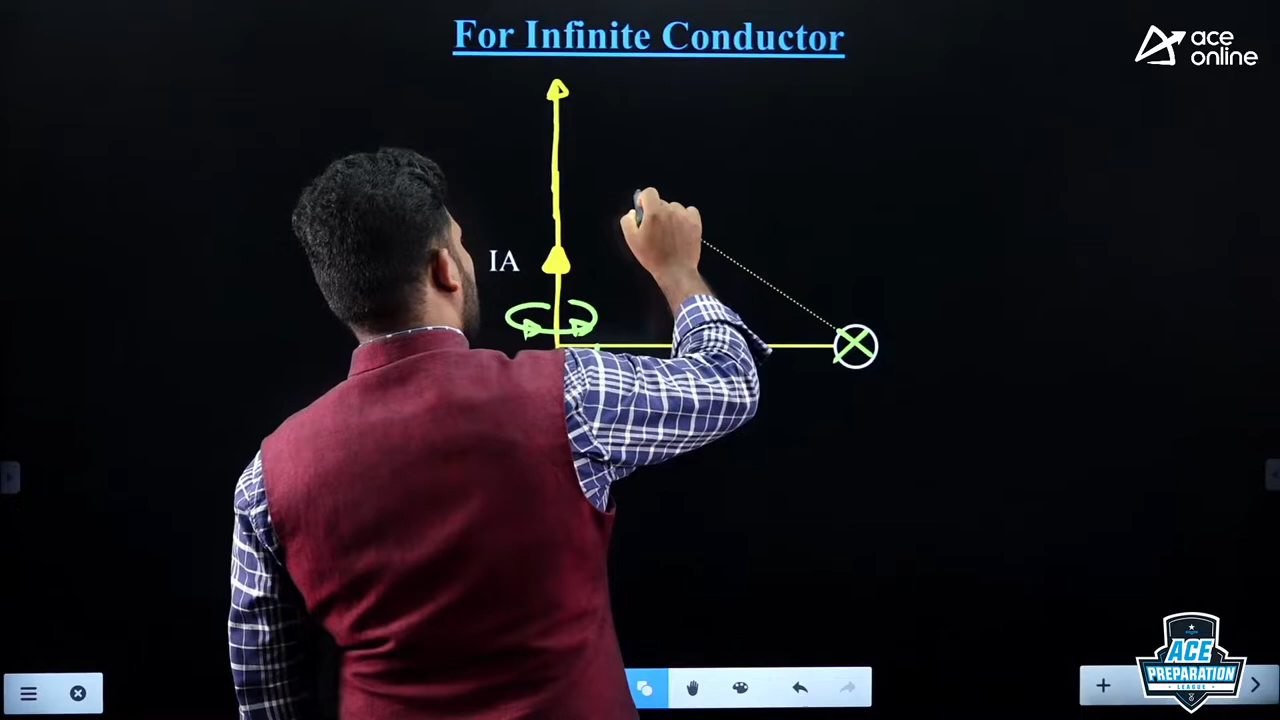 For Infinite Conductor
ace
online
IA
ACE
PREPARATION
LEAGUE